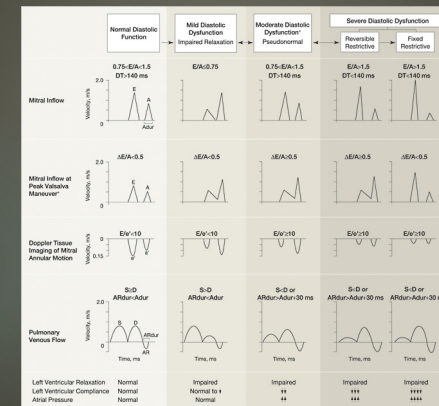 Normal Diastolic
Function
Mild Diastolic
Dysfunction
Impaired Relaxation
Moderate Diastolic
Dysfunction*
Pseudonormal
Severe Diastolic Dysfunction
Reversible
Restrictive
Fixed
Restrictive
Mitral Inflow
Velocity, m/s
2.0
0
0.75<E/A<1.5
DT>140 ms
E
A
Adur
E/A≤0.75
0.75<E/A<1.5
DT>140 ms
E/A>1.5
DT<140 ms
E/A>1.5
DT<140 ms
Mitral Inflow at
Peak Valsalva
Maneuver*
Velocity, m/s
2.0
0
ΔE/A<0.5
E
A
ΔE/A<0.5
ΔE/A≥0.5
ΔE/A≥0.5
ΔE/A<0.5
Doppler Tissue
Imaging of Mitral
Annular Motion
Velocity, m/s
0
0.15
E/e'<10
e'
E/e'<10
E/e'≥10
E/e'≥10
E/e'≥10
Pulmonary
Venous Flow
Velocity, m/s
2.0
0
S≥D
ARdur<Adur
S
D
ARdur
AR
Time, ms
S>D
ARdur<Adur
Time, ms
S<D or
ARdur>Adur+30 ms
Time, ms
S<D or
ARdur>Adur+30 ms
Time, ms
S<D or
ARdur>Adur+30
Time, ms
Left Ventricular Relaxation Normal Impaired Impaired Impaired Impaired
Left Ventricular Compliance Normal Normal to
Atrial Pressure Normal Normal